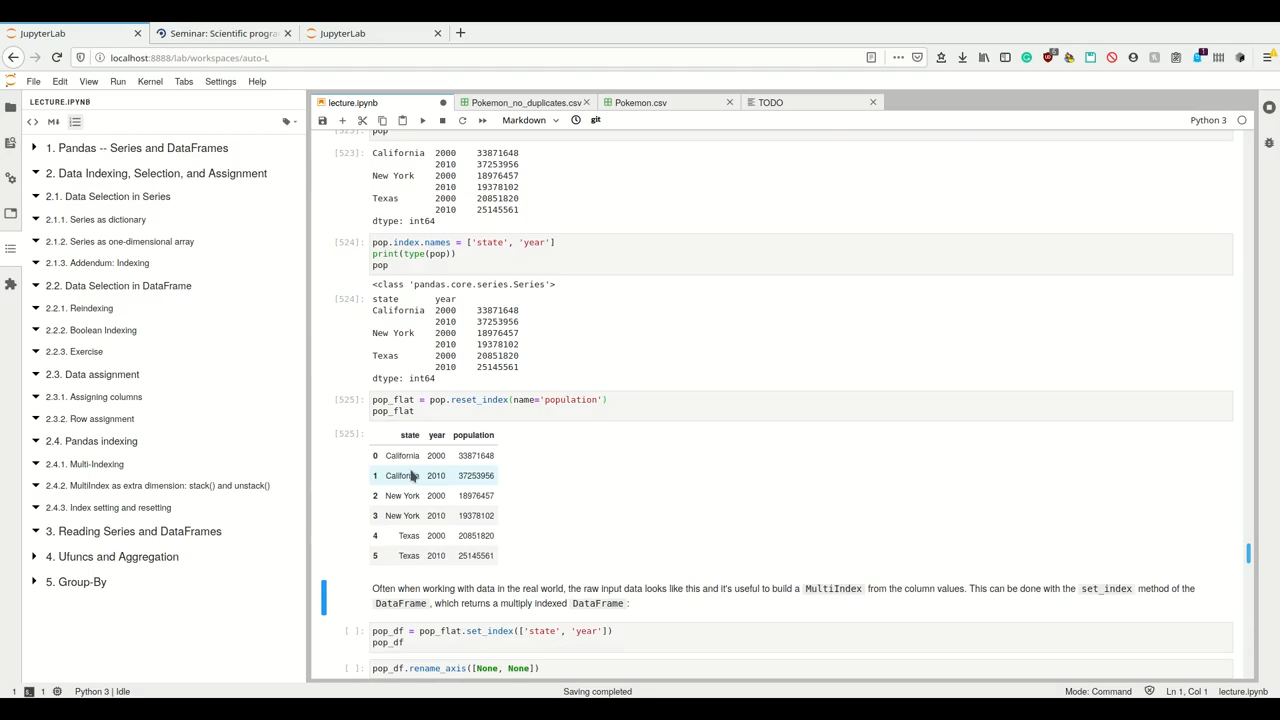 JupyterLab
Seminar: Scientific progra
JupyterLab
localhost:8888/lab/workspaces/auto-L
6
1
File Edit View Run Kernel Tabs Settings Help
LECTURE.IPYNB
1. Pandas -- Series and DataFrames
2. Data Indexing, Selection, and Assignment
2.1. Data Selection in Series
2.1.1. Series as dictionary
2.1.2. Series as one-dimensional array
2.1.3. Addendum: Indexing
2.2. Data Selection in DataFrame
2.2.1. Reindexing
2.2.2. Boolean Indexing
2.2.3. Exercise
2.3. Data assignment
2.3.1. Assigning columns
2.3.2. Row assignment
2.4. Pandas indexing
2.4.1. Multi-Indexing
2.4.2. MultiIndex as extra dimension: stack() and unstack()
2.4.3. Index setting and resetting
3. Reading Series and DataFrames
4. Ufuncs and Aggregation
5. Group-By
lecture.ipynb
Pokemon_no_duplicates.csv
Pokemon.csv
TODO
Markdown
git
Python 3
[523]: pop
[523]: California 2000 33871648
2010 37253956
New York 2000 18976457
2010 19378102
Texas 2000 20851820
2010 25145561
dtype: int64
[524]: pop.index.names = ['state', 'year']
print(type(pop))
pop
<class 'pandas.core.series.Series'>
[524]: state year
California 2000 33871648
2010 37253956
New York 2000 18976457
2010 19378102
Texas 2000 20851820
2010 25145561
dtype: int64
[525]: pop_flat = pop.reset_index(name='population')
pop_flat
[525]: state year population
0 California 2000 33871648
1 California 2010 37253956
2 New York 2000 18976457
3 New York 2010 19378102
4 Texas 2000 20851820
5 Texas 2010 25145561
Often when working with data in the real world, the raw input data looks like this and it's useful to build a MultiIndex from the column values. This can be done with the set_index method of the
DataFrame, which returns a multiply indexed DataFrame:
[ ]: pop_df = pop_flat.set_index(['state', 'year'])
pop_df
[ ]: pop_df.rename_axis([None, None])
1 1 Python 3 | Idle
Saving completed
Mode: Command
Ln 1, Col 1 lecture.ipynb